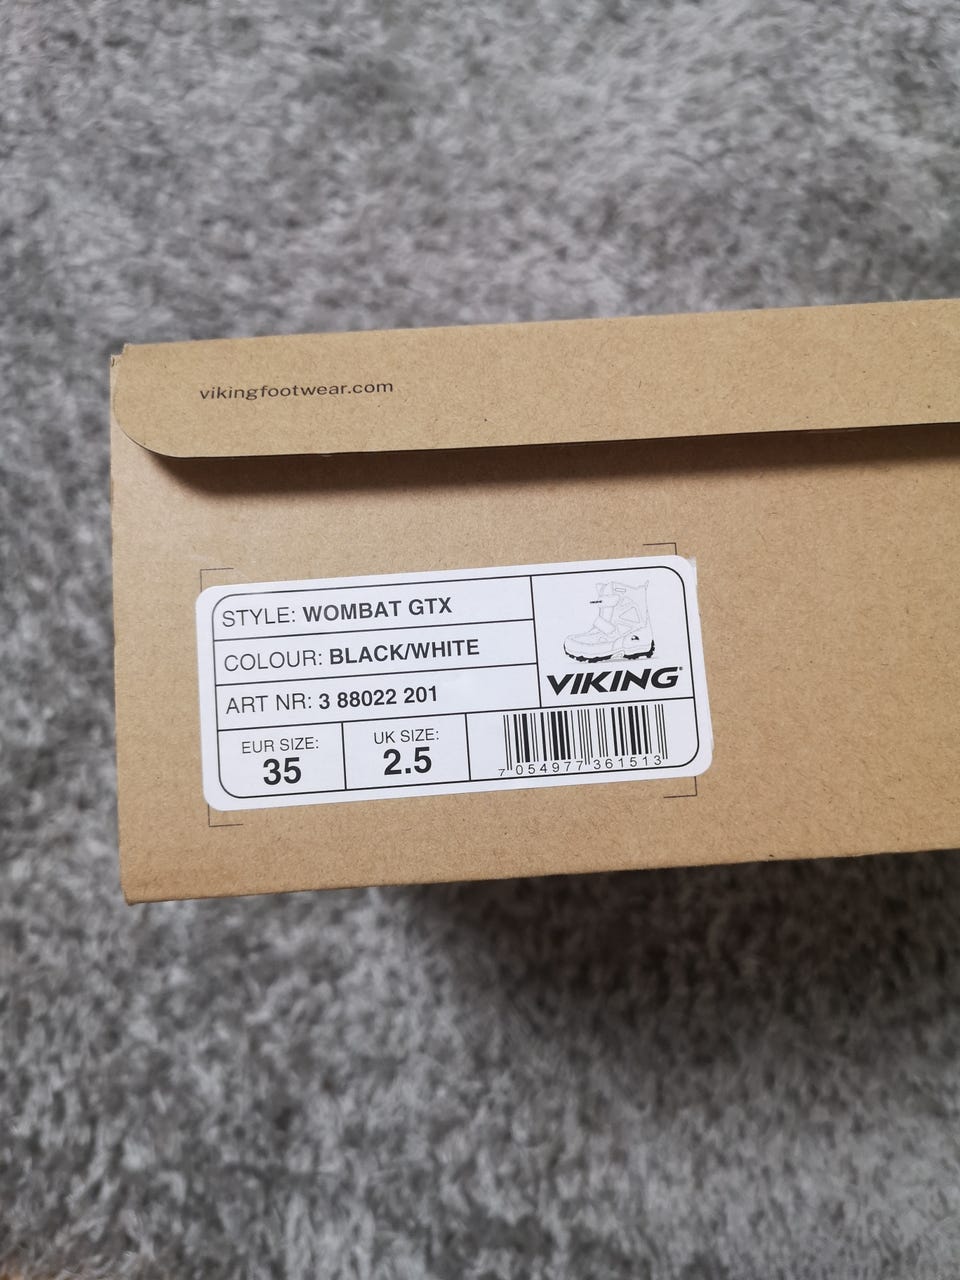 vikingfootwear.com
STYLE: WOMBAT GTX
COLOUR: BLACK/WHITE
ART NR: 3 88022 201
EUR SIZE:
35
UK SIZE:
2.5
VIKING
VIKING®
7 054977 361513